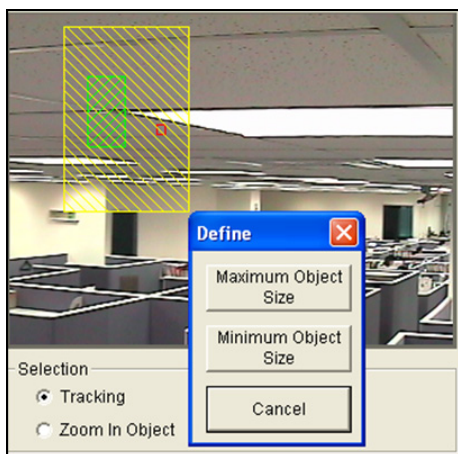 Define
Maximum Object
Size
Minimum Object
Size
Cancel
Selection
Tracking
Zoom In Object